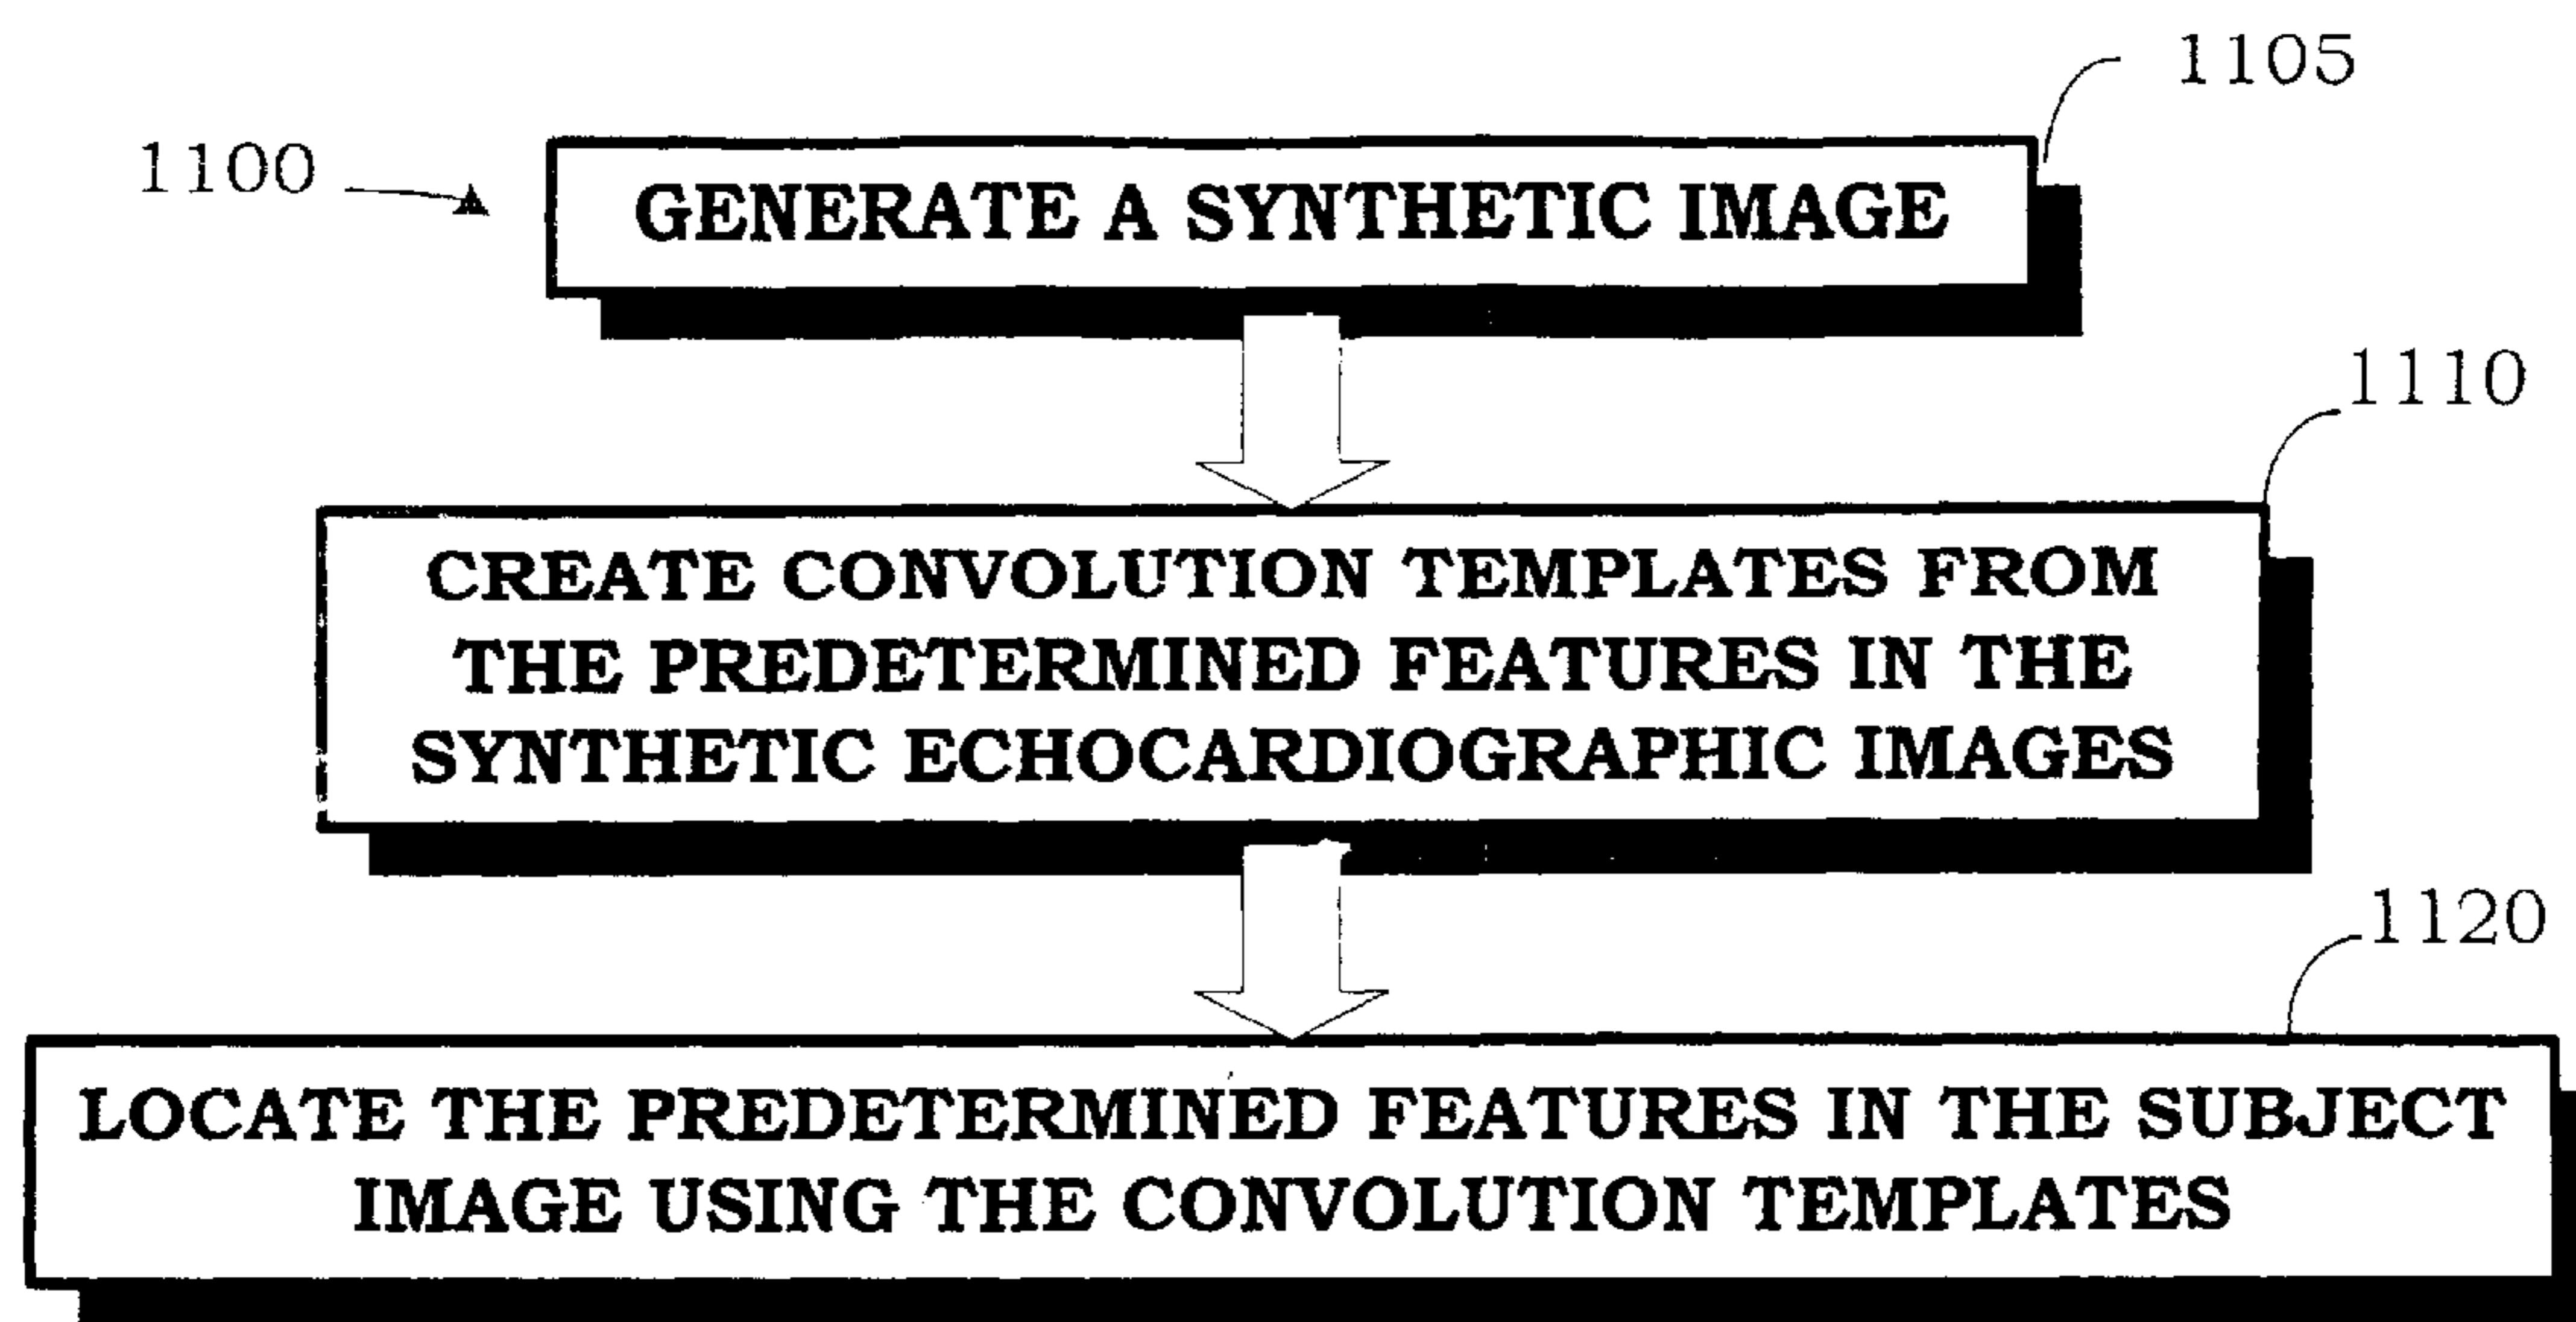 1105
1100
GENERATE A SYNTHETIC IMAGE
1110
CREATE CONVOLUTION TEMPLATES FROM
THE PREDETERMINED FEATURES IN THE
SYNTHETIC ECHOCARDIOGRAPHIC IMAGES
1120
LOCATE THE PREDETERMINED FEATURES IN THE SUBJECT
IMAGE USING THE CONVOLUTION TEMPLATES